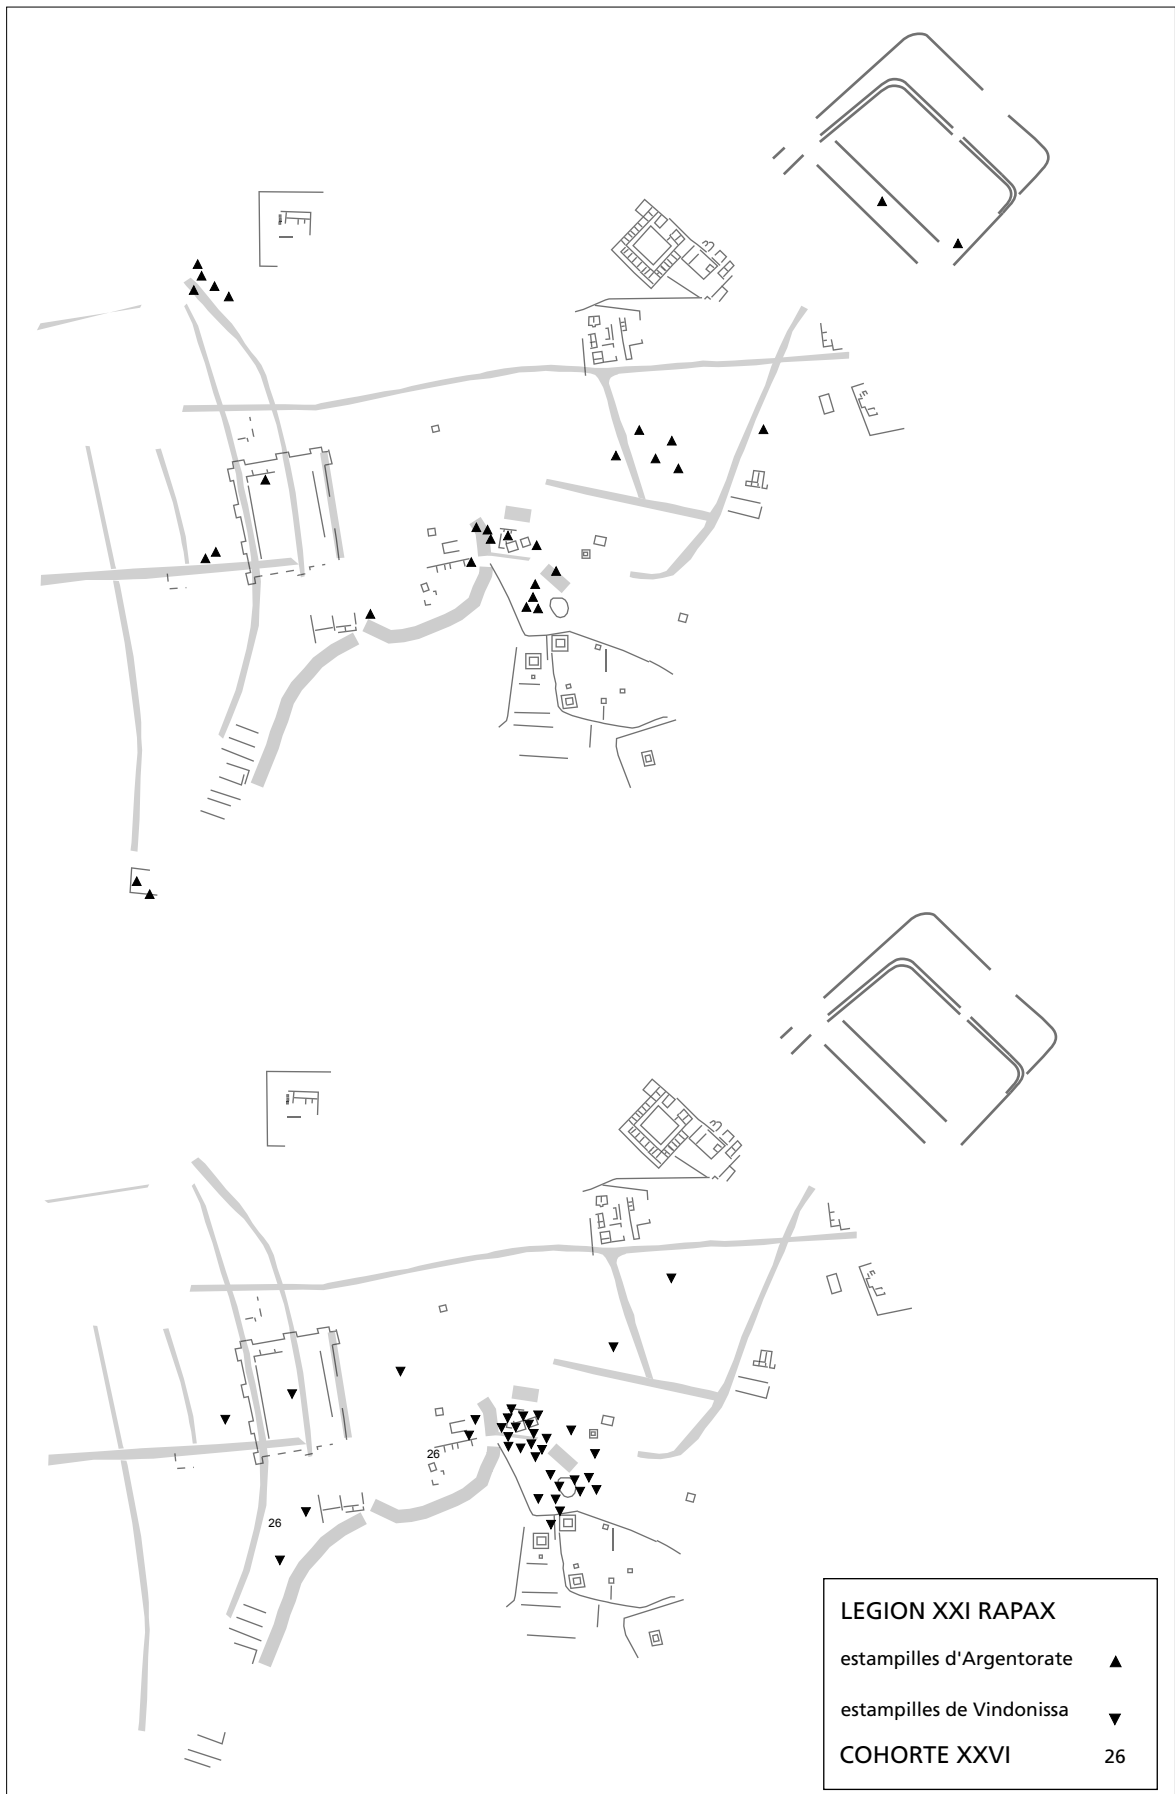 26
26
LEGION XXI RAPAX
estampilles d'Argentorate ▲
estampilles de Vindonissa ▼
COHORTE XXVI 26